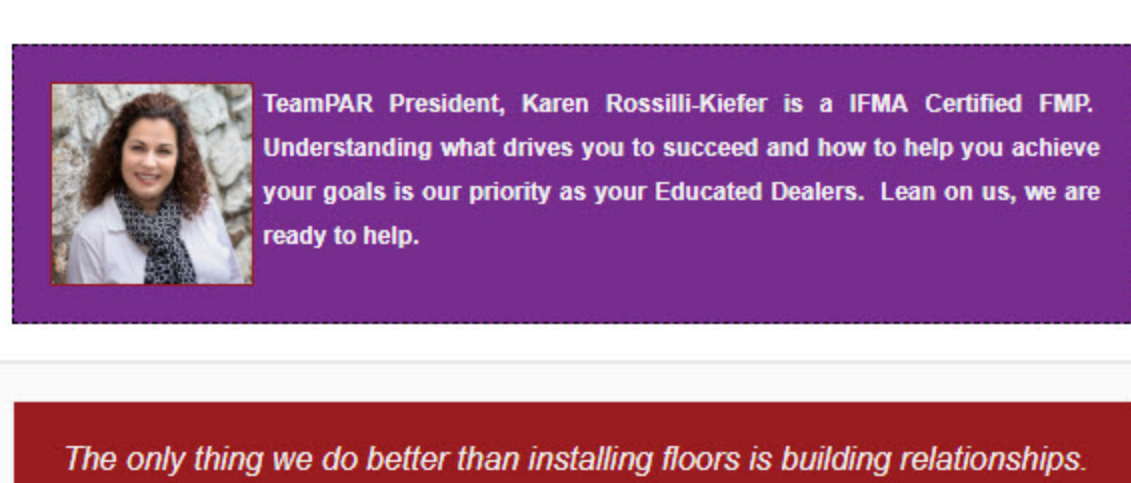 TeamPAR President, Karen Rossilli-Kiefer is a IFMA Certified FMP.
Understanding what drives you to succeed and how to help you achieve
your goals is our priority as your Educated Dealers. Lean on us, we are
ready to help.
The only thing we do better than installing floors is building relationships.